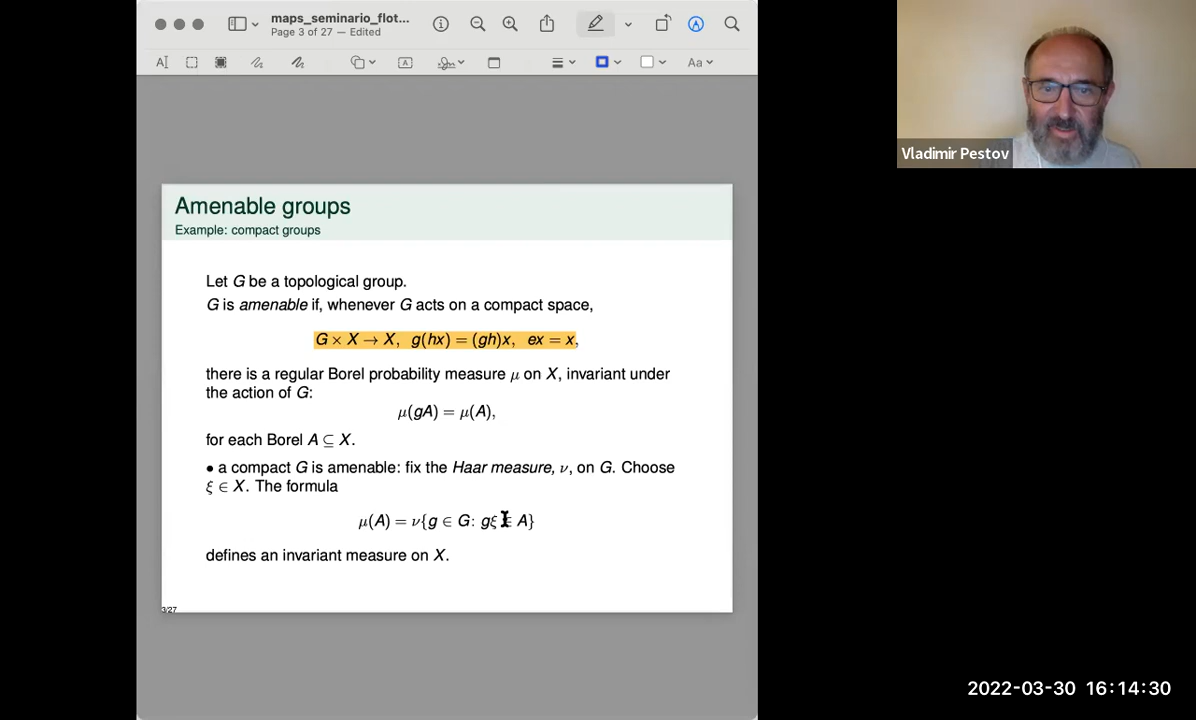 maps_seminario_flot...
Page 3 of 27 — Edited
Vladimir Pestov
Amenable groups
Example: compact groups
Let G be a topological group.
G is amenable if, whenever G acts on a compact space,
G × X → X, g(hx) = (gh)x, ex = x,
there is a regular Borel probability measure μ on X, invariant under
the action of G:
μ(gA) = μ(A),
for each Borel A ⊆ X.
• a compact G is amenable: fix the Haar measure, ν, on G. Choose
ξ ∈ X. The formula
μ(A) = ν{g ∈ G: gξ ∈ A}
defines an invariant measure on X.
3/27
2022-03-30 16:14:30